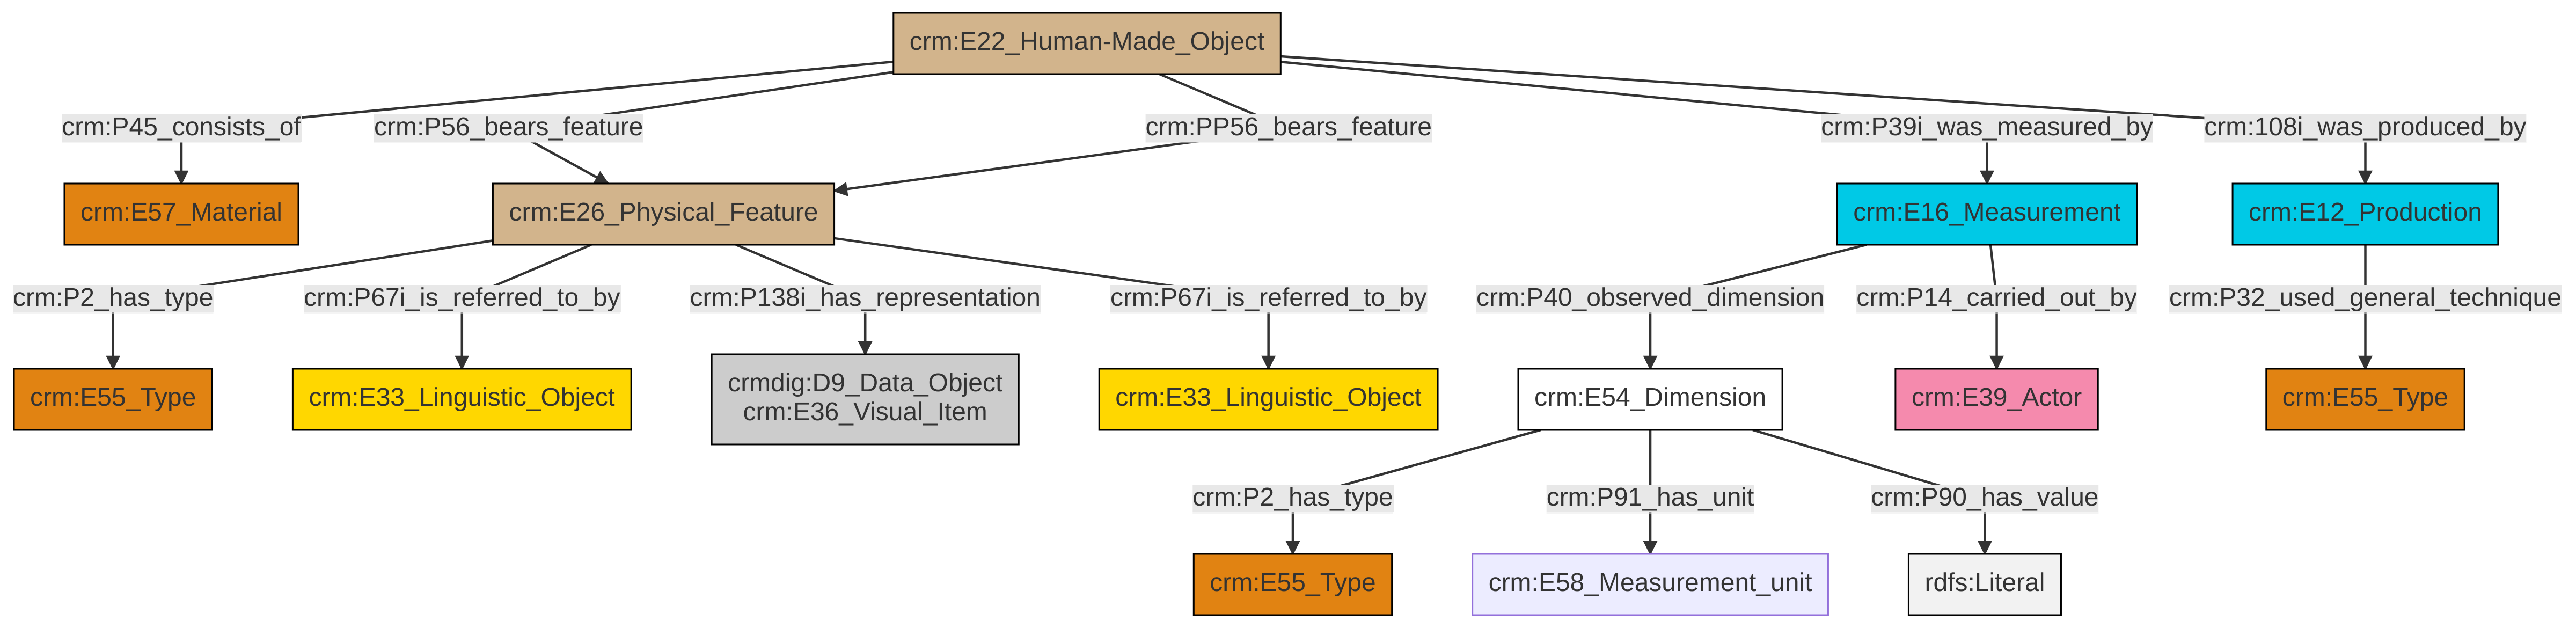 crm:E22_Human-Made_Object
crm:P45_consists_of
crm:P56_bears_feature
crm:PP56_bears_feature
crm:P39i_was_measured_by
crm:108i_was_produced_by
crm:E57_Material
crm:E26_Physical_Feature
crm:E16_Measurement
crm:E12_Production
crm:P2_has_type
crm:P67i_is_referred_to_by
crm:P138i_has_representation
crm:P67i_is_referred_to_by
crm:P40_observed_dimension
crm:P14_carried_out_by
crm:P32_used_general_technique
crm:E55_Type
crm:E33_Linguistic_Object
crmdig:D9_Data_Object
crm:E36_Visual_Item
crm:E33_Linguistic_Object
crm:E54_Dimension
crm:E39_Actor
crm:E55_Type
crm:P2_has_type
crm:P91_has_unit
crm:P90_has_value
crm:E55_Type
crm:E58_Measurement_unit
rdfs:Literal